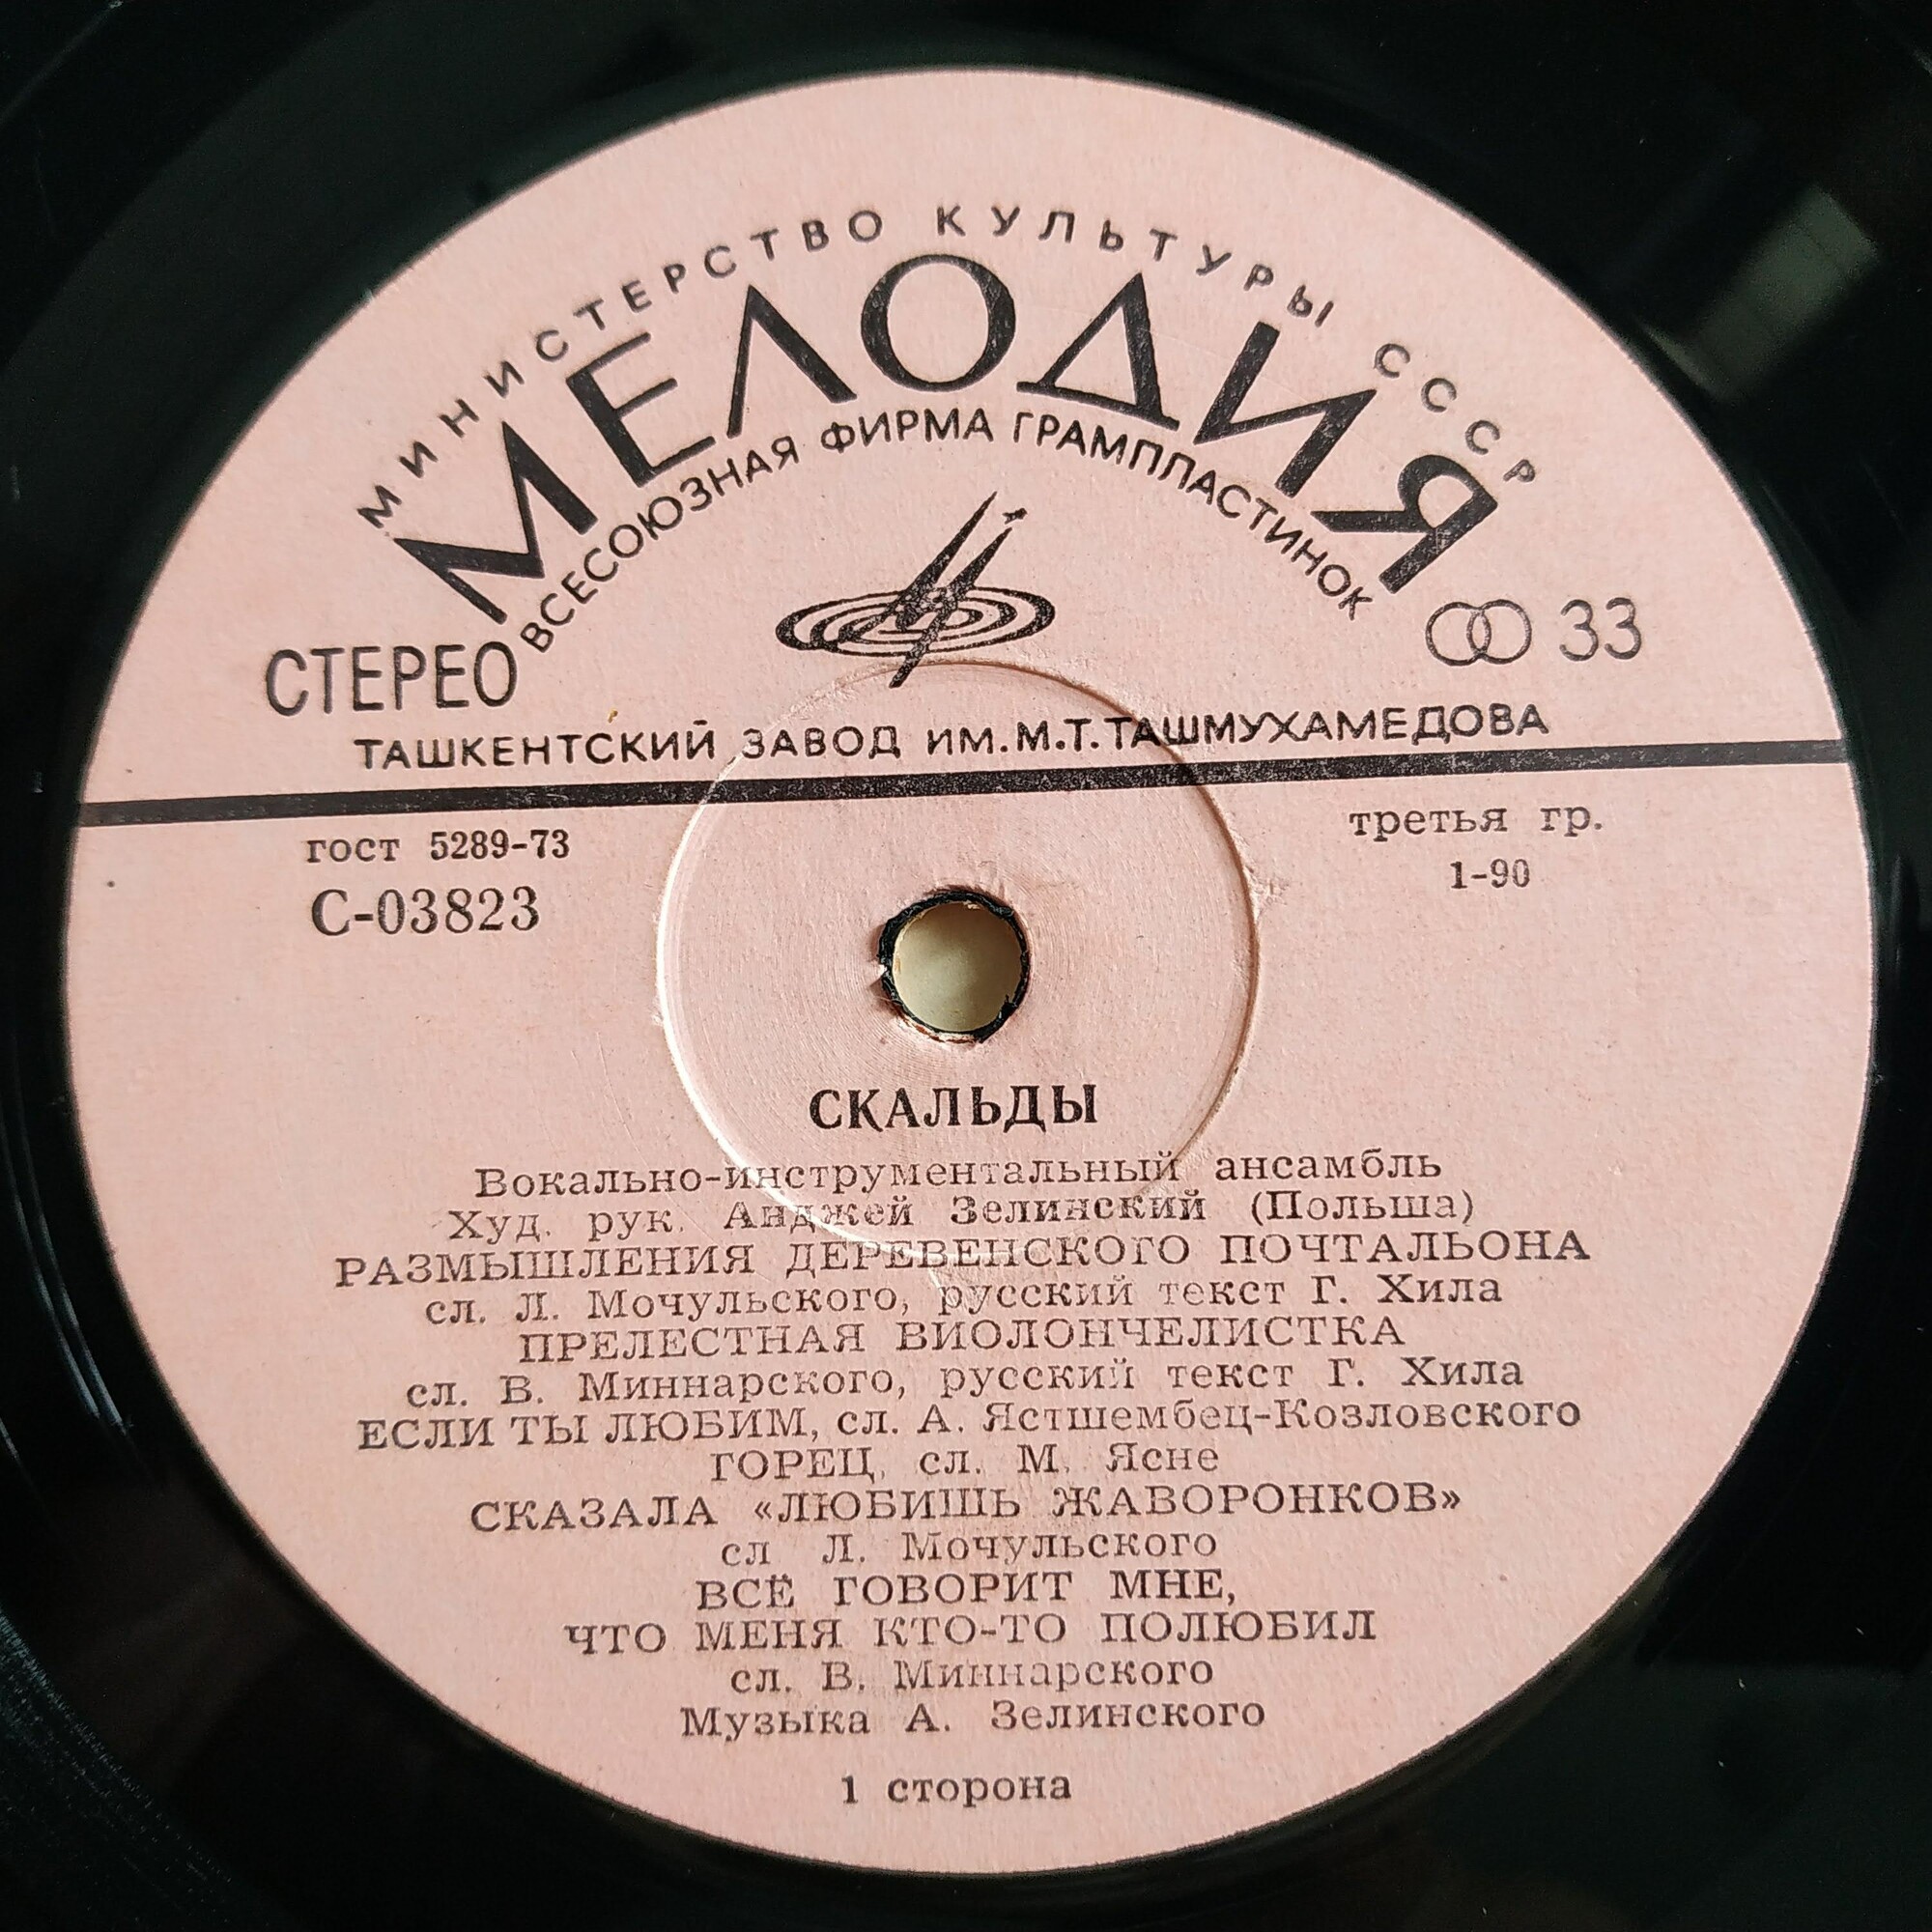 МИНИСТЕРСТВО КУЛЬТУРЫ СССР
МЕЛОДИЯ
ВСЕСОЮЗНАЯ ФИРМА ГРАМПЛАСТИНОК
СТЕРЕО
33
ТАШКЕНТСКИЙ ЗАВОД ИМ. М.Т. ТАШМУХАМЕДОВА
гост 5289-73
третья гр.
С-03823
1-90
СКАЛЬДЫ
Вокально-инструментальный ансамбль
Худ. рук. Анджей Зелинский (Польша)
РАЗМЫШЛЕНИЯ ДЕРЕВЕНСКОГО ПОЧТАЛЬОНА
сл. Л. Мочульского, русский текст Г. Хила
ПРЕЛЕСТНАЯ ВИОЛОНЧЕЛИСТКА
сл. В. Миннарского, русский текст Г. Хила
ЕСЛИ ТЫ ЛЮБИМ, сл. А. Ястшембец-Козловского
ГОРЕЦ, сл. М. Ясне
СКАЗАЛА «ЛЮБИШЬ ЖАВОРОНКОВ»
сл Л. Мочульского
ВСЁ ГОВОРИТ МНЕ,
ЧТО МЕНЯ КТО-ТО ПОЛЮБИЛ
сл. В. Миннарского
Музыка А. Зелинского
1 сторона